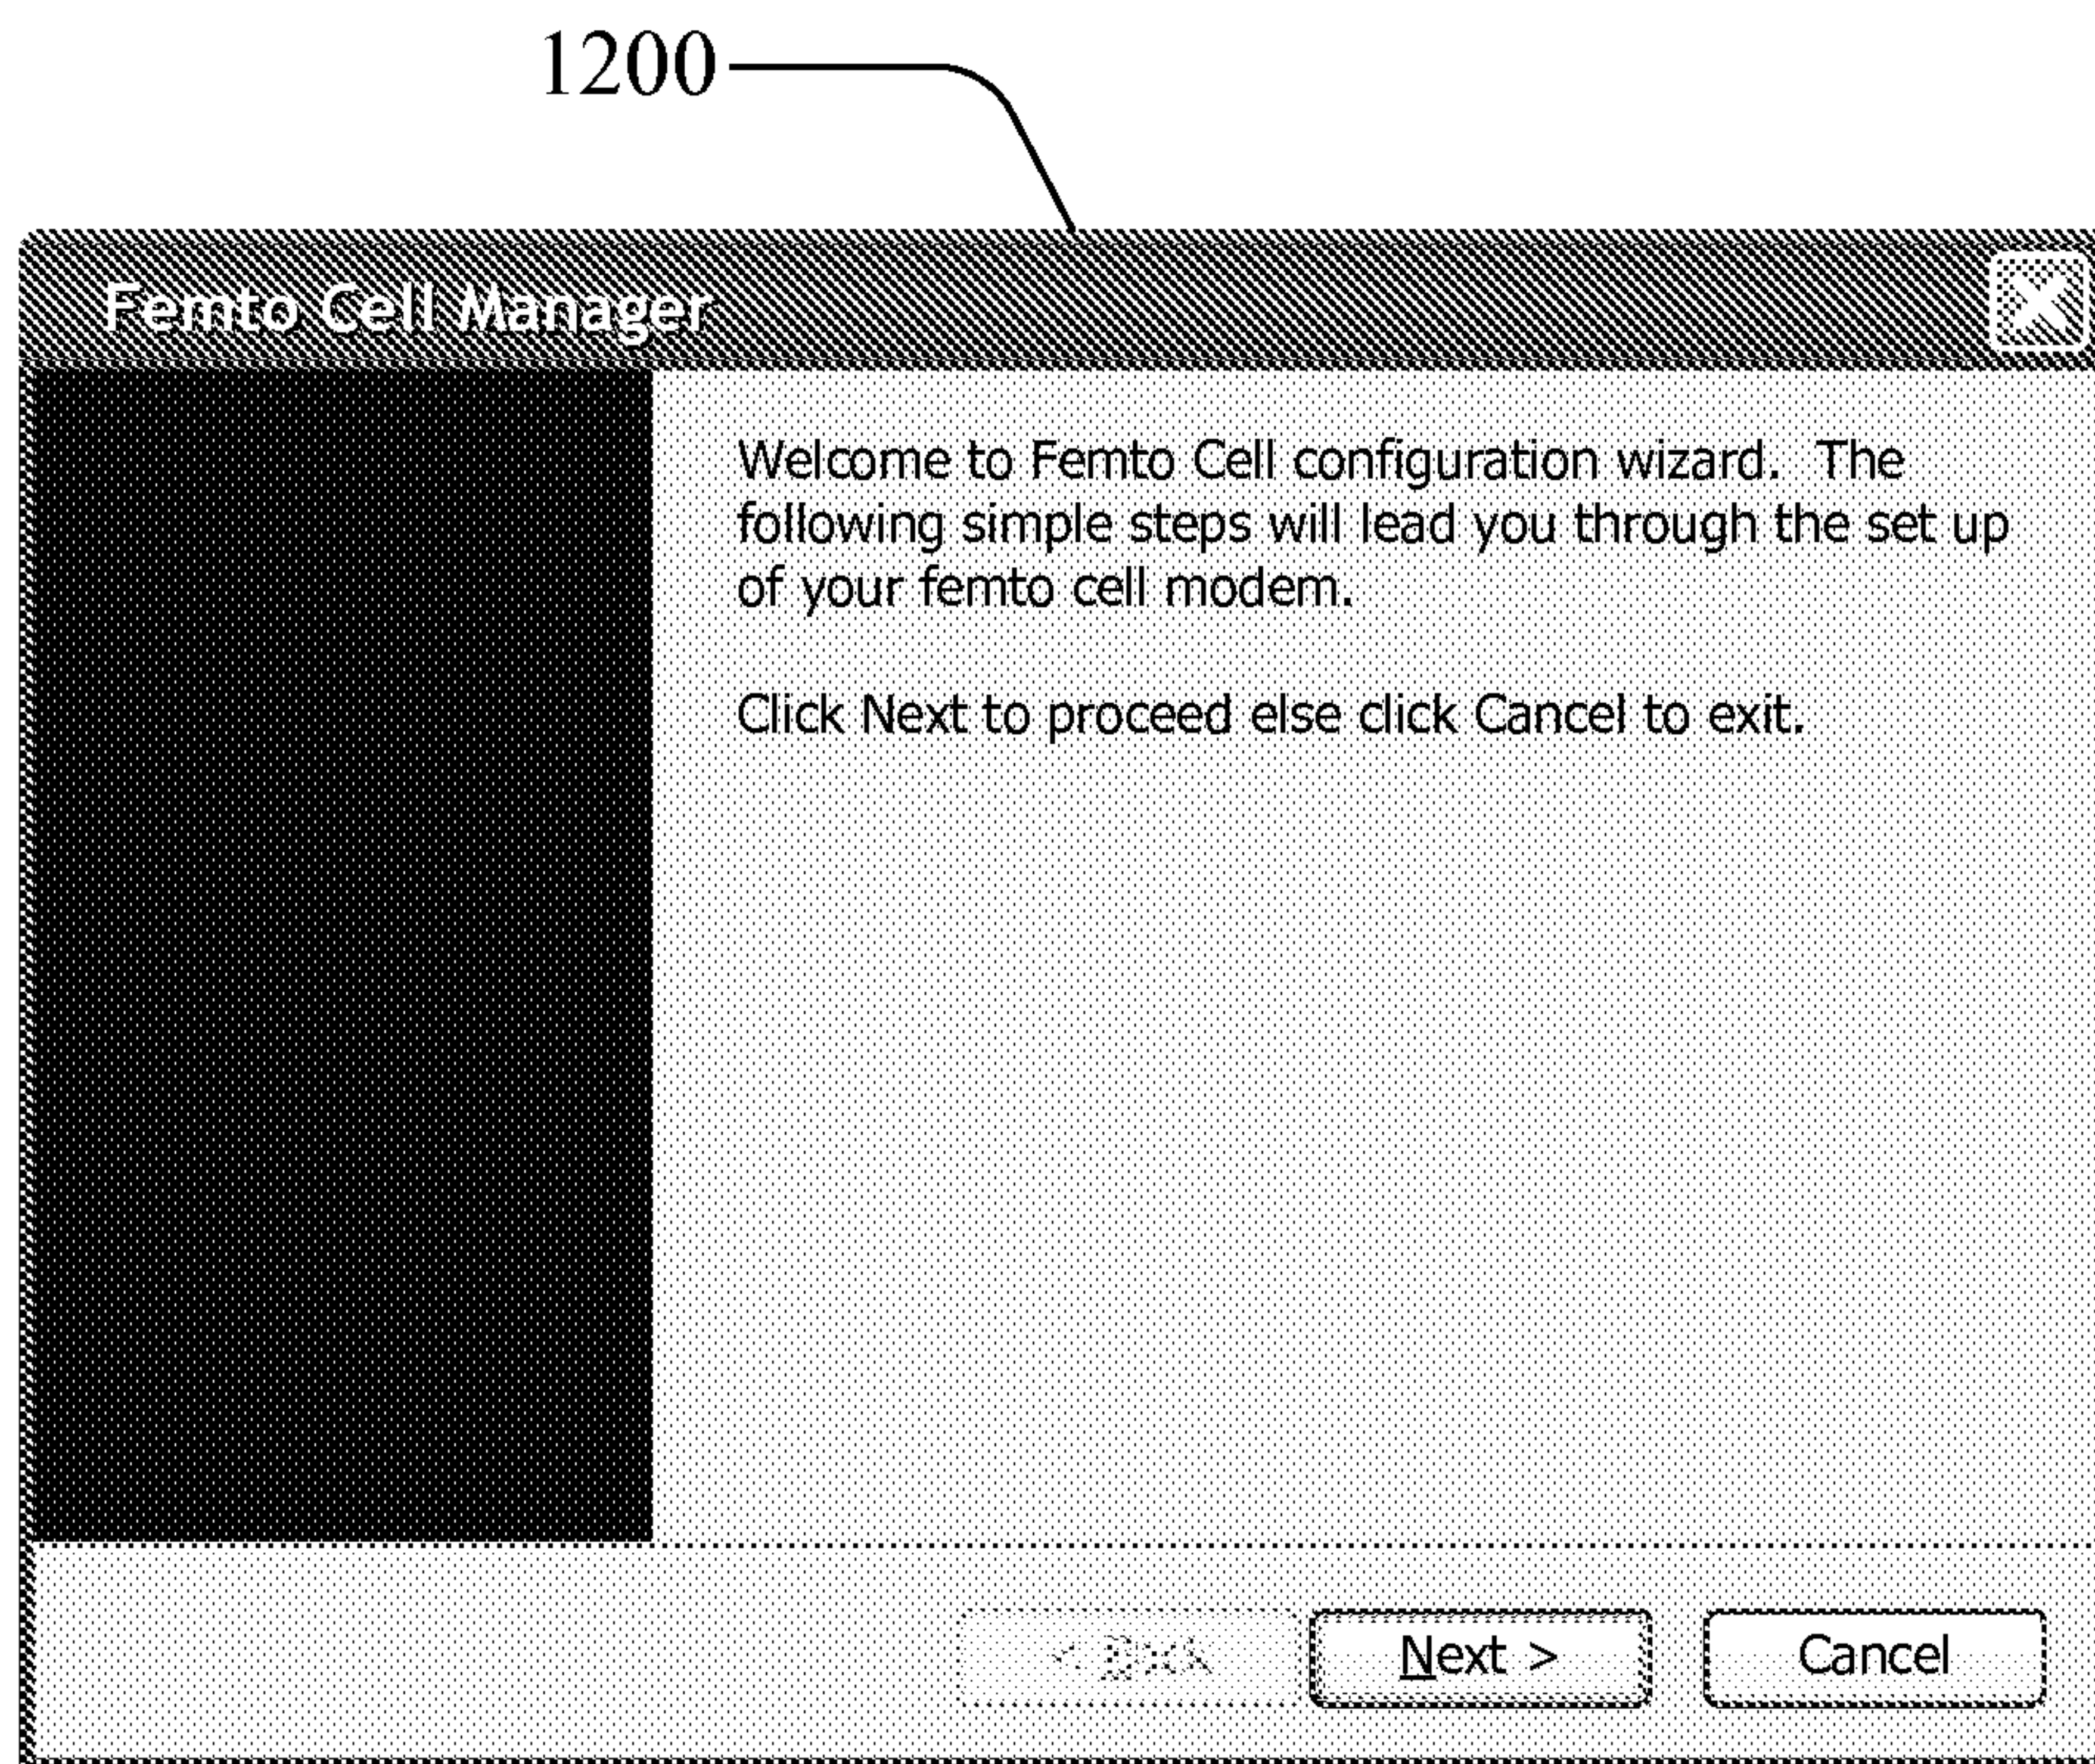 1200
Femto Cell Manager
Welcome to Femto Cell configuration wizard. The
following simple steps will lead you through the set up
of your femto cell modem.
Click Next to proceed else click Cancel to exit.
< Back
Next >
Cancel